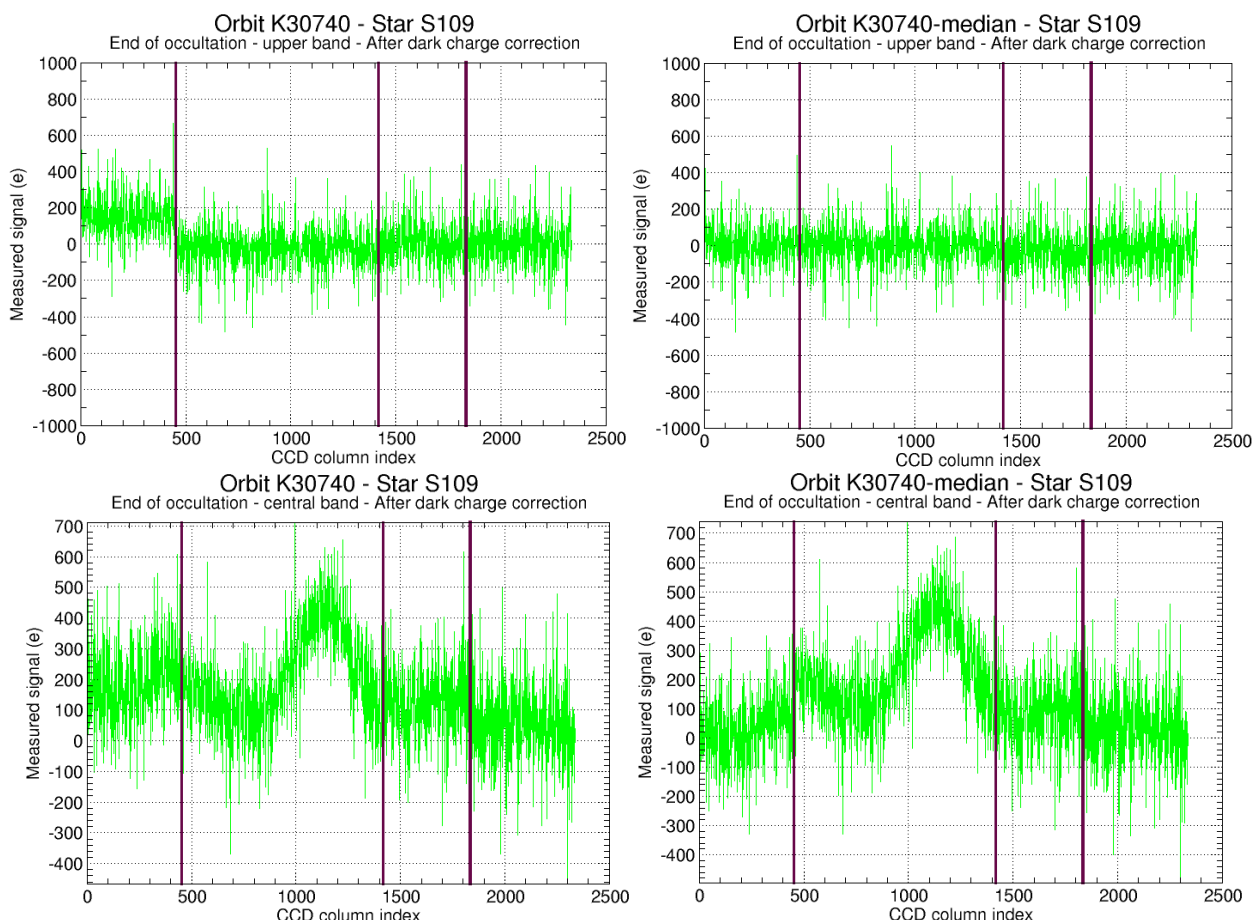 Orbit K30740 - Star S109
End of occultation - upper band - After dark charge correction
1000
800
600
400
200
0
-200
-400
-600
-800
-1000
Measured signal (e)
0 500 1000 1500 2000 2500
CCD column index
Orbit K30740-median - Star S109
End of occultation - upper band - After dark charge correction
1000
800
600
400
200
0
-200
-400
-600
-800
-1000
Measured signal (e)
0 500 1000 1500 2000 2500
CCD column index
Orbit K30740 - Star S109
End of occultation - central band - After dark charge correction
700
600
500
400
300
200
100
0
-100
-200
-300
-400
Measured signal (e)
0 500 1000 1500 2000 2500
CCD column index
Orbit K30740-median - Star S109
End of occultation - central band - After dark charge correction
700
600
500
400
300
200
100
0
-100
-200
-300
-400
Measured signal (e)
0 500 1000 1500 2000 2500
CCD column index